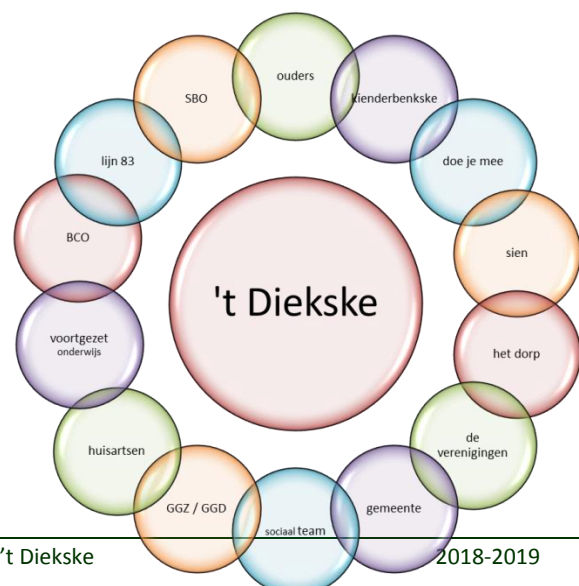 ouders
kienderbenkske
doe je mee
sien
het dorp
de
verenigingen
gemeente
sociaal team
GGZ / GGD
huisartsen
voortgezet
onderwijs
BCO
lijn 83
SBO
't Diekske
't Diekske 2018-2019